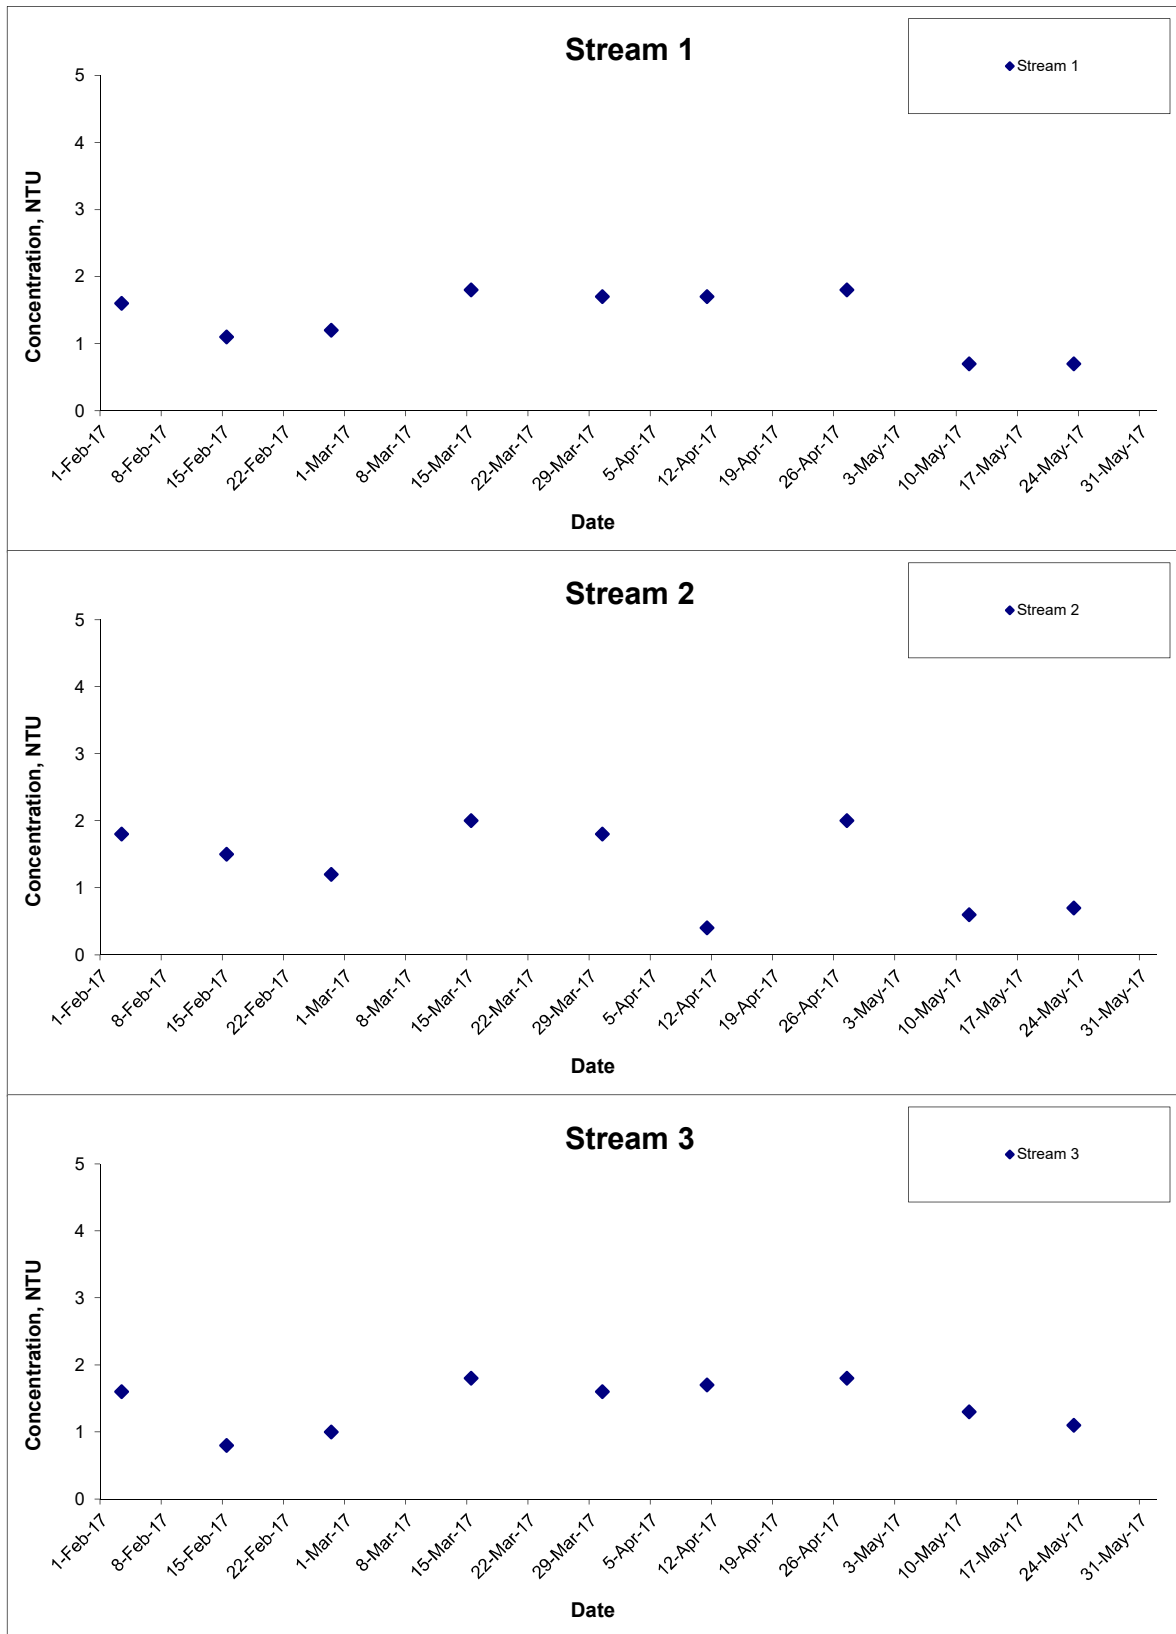 Stream 1
Stream 1
5
4
3
2
1
0
Concentration, NTU
1-Feb-17 8-Feb-17 15-Feb-17 22-Feb-17 1-Mar-17 8-Mar-17 15-Mar-17 22-Mar-17 29-Mar-17 5-Apr-17 12-Apr-17 19-Apr-17 26-Apr-17 3-May-17 10-May-17 17-May-17 24-May-17 31-May-17
Date
Stream 2
Stream 2
5
4
3
2
1
0
Concentration, NTU
1-Feb-17 8-Feb-17 15-Feb-17 22-Feb-17 1-Mar-17 8-Mar-17 15-Mar-17 22-Mar-17 29-Mar-17 5-Apr-17 12-Apr-17 19-Apr-17 26-Apr-17 3-May-17 10-May-17 17-May-17 24-May-17 31-May-17
Date
Stream 3
Stream 3
5
4
3
2
1
0
Concentration, NTU
1-Feb-17 8-Feb-17 15-Feb-17 22-Feb-17 1-Mar-17 8-Mar-17 15-Mar-17 22-Mar-17 29-Mar-17 5-Apr-17 12-Apr-17 19-Apr-17 26-Apr-17 3-May-17 10-May-17 17-May-17 24-May-17 31-May-17
Date